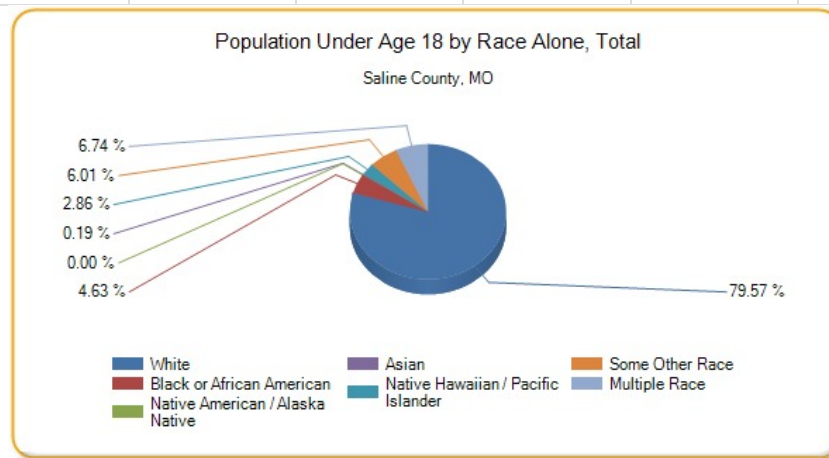 Population Under Age 18 by Race Alone, Total
Saline County, MO
6.74 %
6.01 %
2.86 %
0.19 %
0.00 %
4.63 %
79.57 %
White
Black or African American
Native American / Alaska
Native
Asian
Native Hawaiian / Pacific
Islander
Some Other Race
Multiple Race